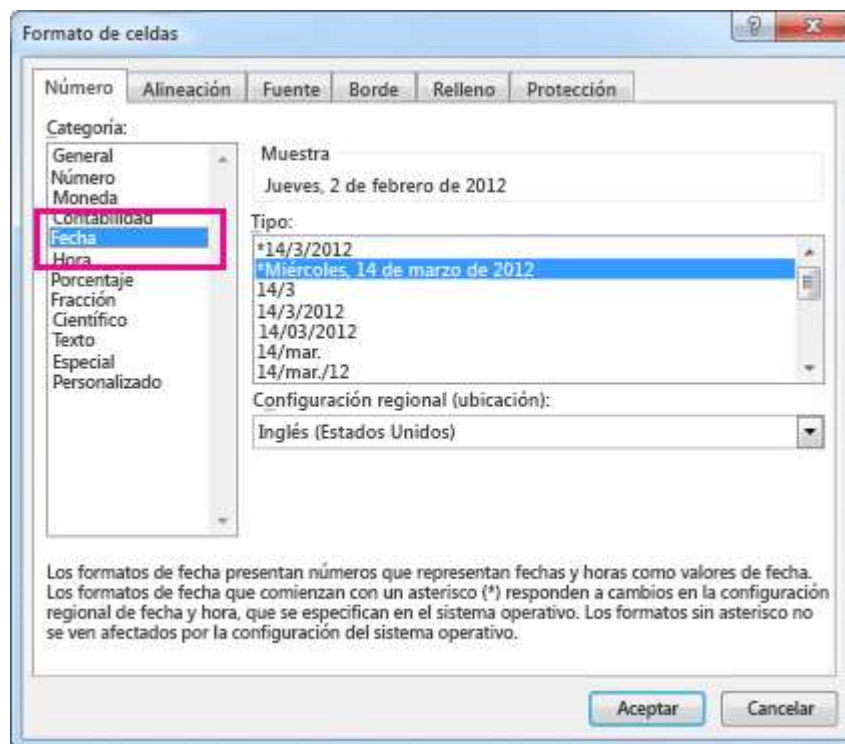 Formato de celdas
Número Alineación Fuente Borde Relleno Protección
Categoría:
General
Número
Moneda
Contabilidad
Fecha
Hora
Porcentaje
Fracción
Científico
Texto
Especial
Personalizado
Muestra
Jueves, 2 de febrero de 2012
Tipo:
*14/3/2012
*Miércoles, 14 de marzo de 2012
14/3
14/3/2012
14/03/2012
14/mar.
14/mar./12
Configuración regional (ubicación):
Inglés (Estados Unidos)
Los formatos de fecha presentan números que representan fechas y horas como valores de fecha.
Los formatos de fecha que comienzan con un asterisco (*) responden a cambios en la configuración
regional de fecha y hora, que se especifican en el sistema operativo. Los formatos sin asterisco no
se ven afectados por la configuración del sistema operativo.
Aceptar Cancelar